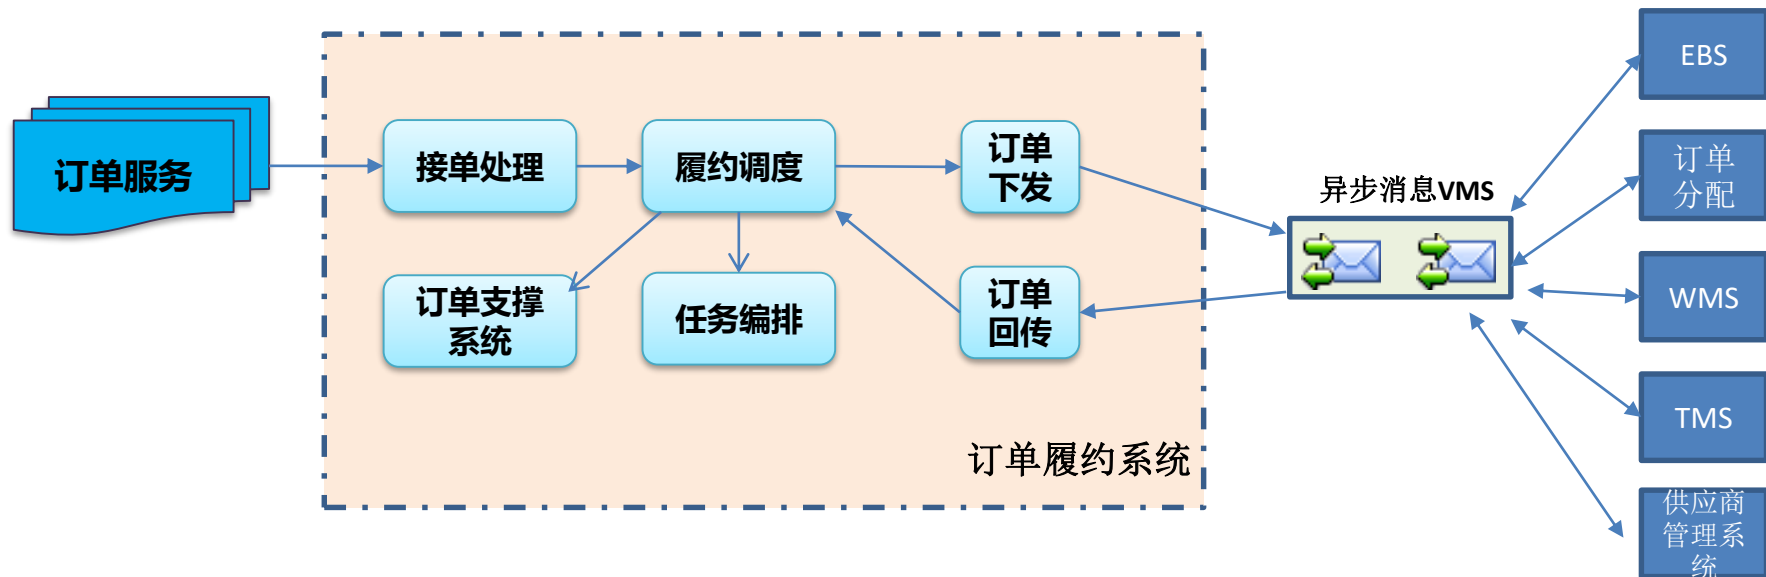 订单服务
接单处理
履约调度
订单
下发
订单支撑
系统
任务编排
订单
回传
订单履约系统
异步消息VMS
EBS
订单
分配
WMS
TMS
供应商
管理系
统